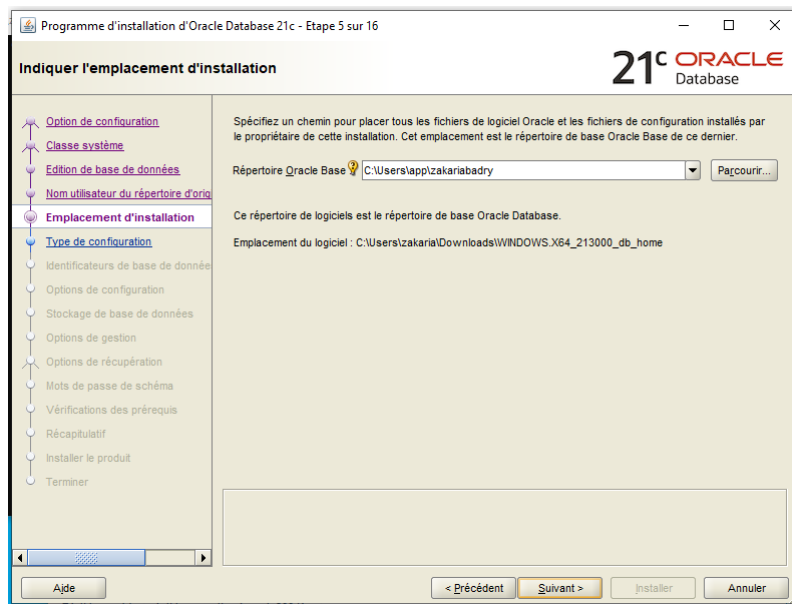 Programme d'installation d'Oracle Database 21c - Etape 5 sur 16
Indiquer l'emplacement d'installation
21c ORACLE
Database
Option de configuration
Classe système
Edition de base de données
Nom utilisateur du répertoire d'orig
Emplacement d'installation
Type de configuration
Identificateurs de base de donnée
Options de configuration
Stockage de base de données
Options de gestion
Options de récupération
Mots de passe de schéma
Vérifications des prérequis
Récapitulatif
Installer le produit
Terminer
Spécifiez un chemin pour placer tous les fichiers de logiciel Oracle et les fichiers de configuration installés par
le propriétaire de cette installation. Cet emplacement est le répertoire de base Oracle Base de ce dernier.
Répertoire Oracle Base C:\Users\app\zakariabadry Parcourir...
Ce répertoire de logiciels est le répertoire de base Oracle Database.
Emplacement du logiciel : C:\Users\zakaria\Downloads\WINDOWS.X64_213000_db_home
Aide < Précédent Suivant > Installer Annuler